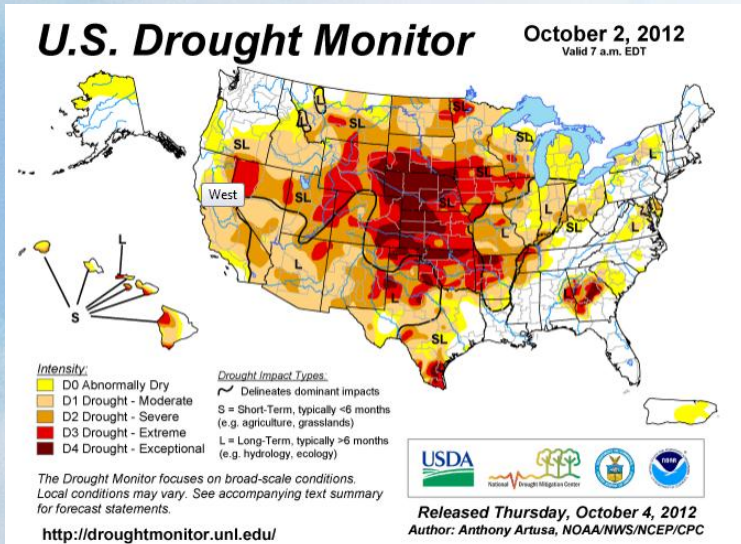 U.S. Drought Monitor
October 2, 2012
Valid 7 a.m. EDT
L
SL
SL
SL
SL
L
SL
West
SL
SL
L
L
SL
L
L
L
L
SL
L
S
Intensity:
D0 Abnormally Dry
D1 Drought - Moderate
D2 Drought - Severe
D3 Drought - Extreme
D4 Drought - Exceptional
Drought Impact Types:
Delineates dominant impacts
S = Short-Term, typically <6 months
(e.g. agriculture, grasslands)
L = Long-Term, typically >6 months
(e.g. hydrology, ecology)
The Drought Monitor focuses on broad-scale conditions.
Local conditions may vary. See accompanying text summary
for forecast statements.
http://droughtmonitor.unl.edu/
USDA
National Drought Mitigation Center
NOAA
Released Thursday, October 4, 2012
Author: Anthony Artusa, NOAA/NWS/NCEP/CPC